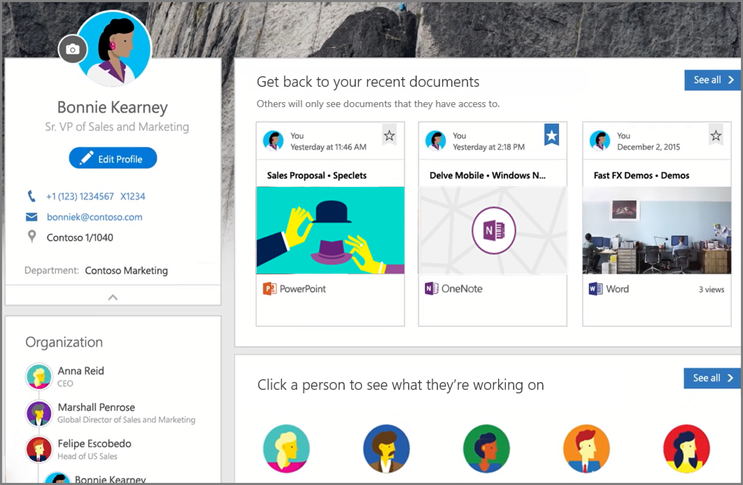 Bonnie Kearney
Sr. VP of Sales and Marketing
Edit Profile
+1 (123) 1234567 X1234
bonniek@contoso.com
Contoso 1/1040
Department: Contoso Marketing
Organization
Anna Reid
CEO
Marshall Penrose
Global Director of Sales and Marketing
Felipe Escobedo
Head of US Sales
Bonnie Kearney
Get back to your recent documents
See all
Others will only see documents that they have access to.
You
Yesterday at 11:46 AM
Sales Proposal • Speclets
PowerPoint
You
Yesterday at 2:18 PM
Delve Mobile • Windows N...
N
OneNote
You
December 2, 2015
Fast FX Demos • Demos
Word
3 views
Click a person to see what they're working on
See all